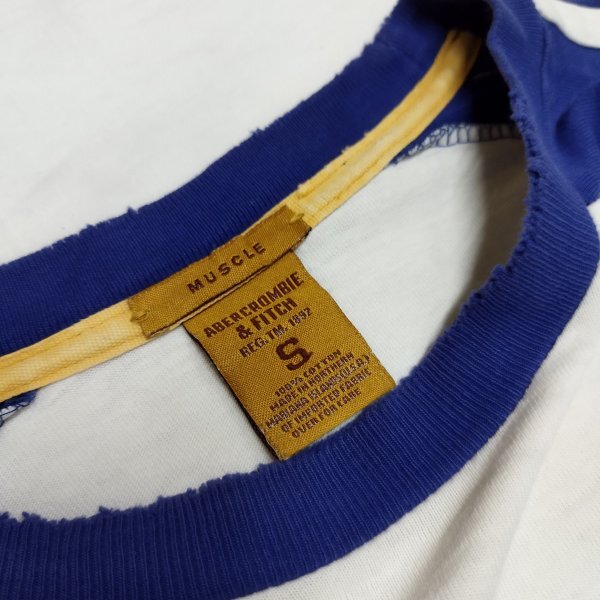 MUSCLE
ABERCROMBIE
& FITCH
REG.TM. 1892
S
100% COTTON
MADE IN NORTHERN
MARIANA ISLANDS(U.S.A.)
OF IMPORTED FABRIC
OVER FOR CARE